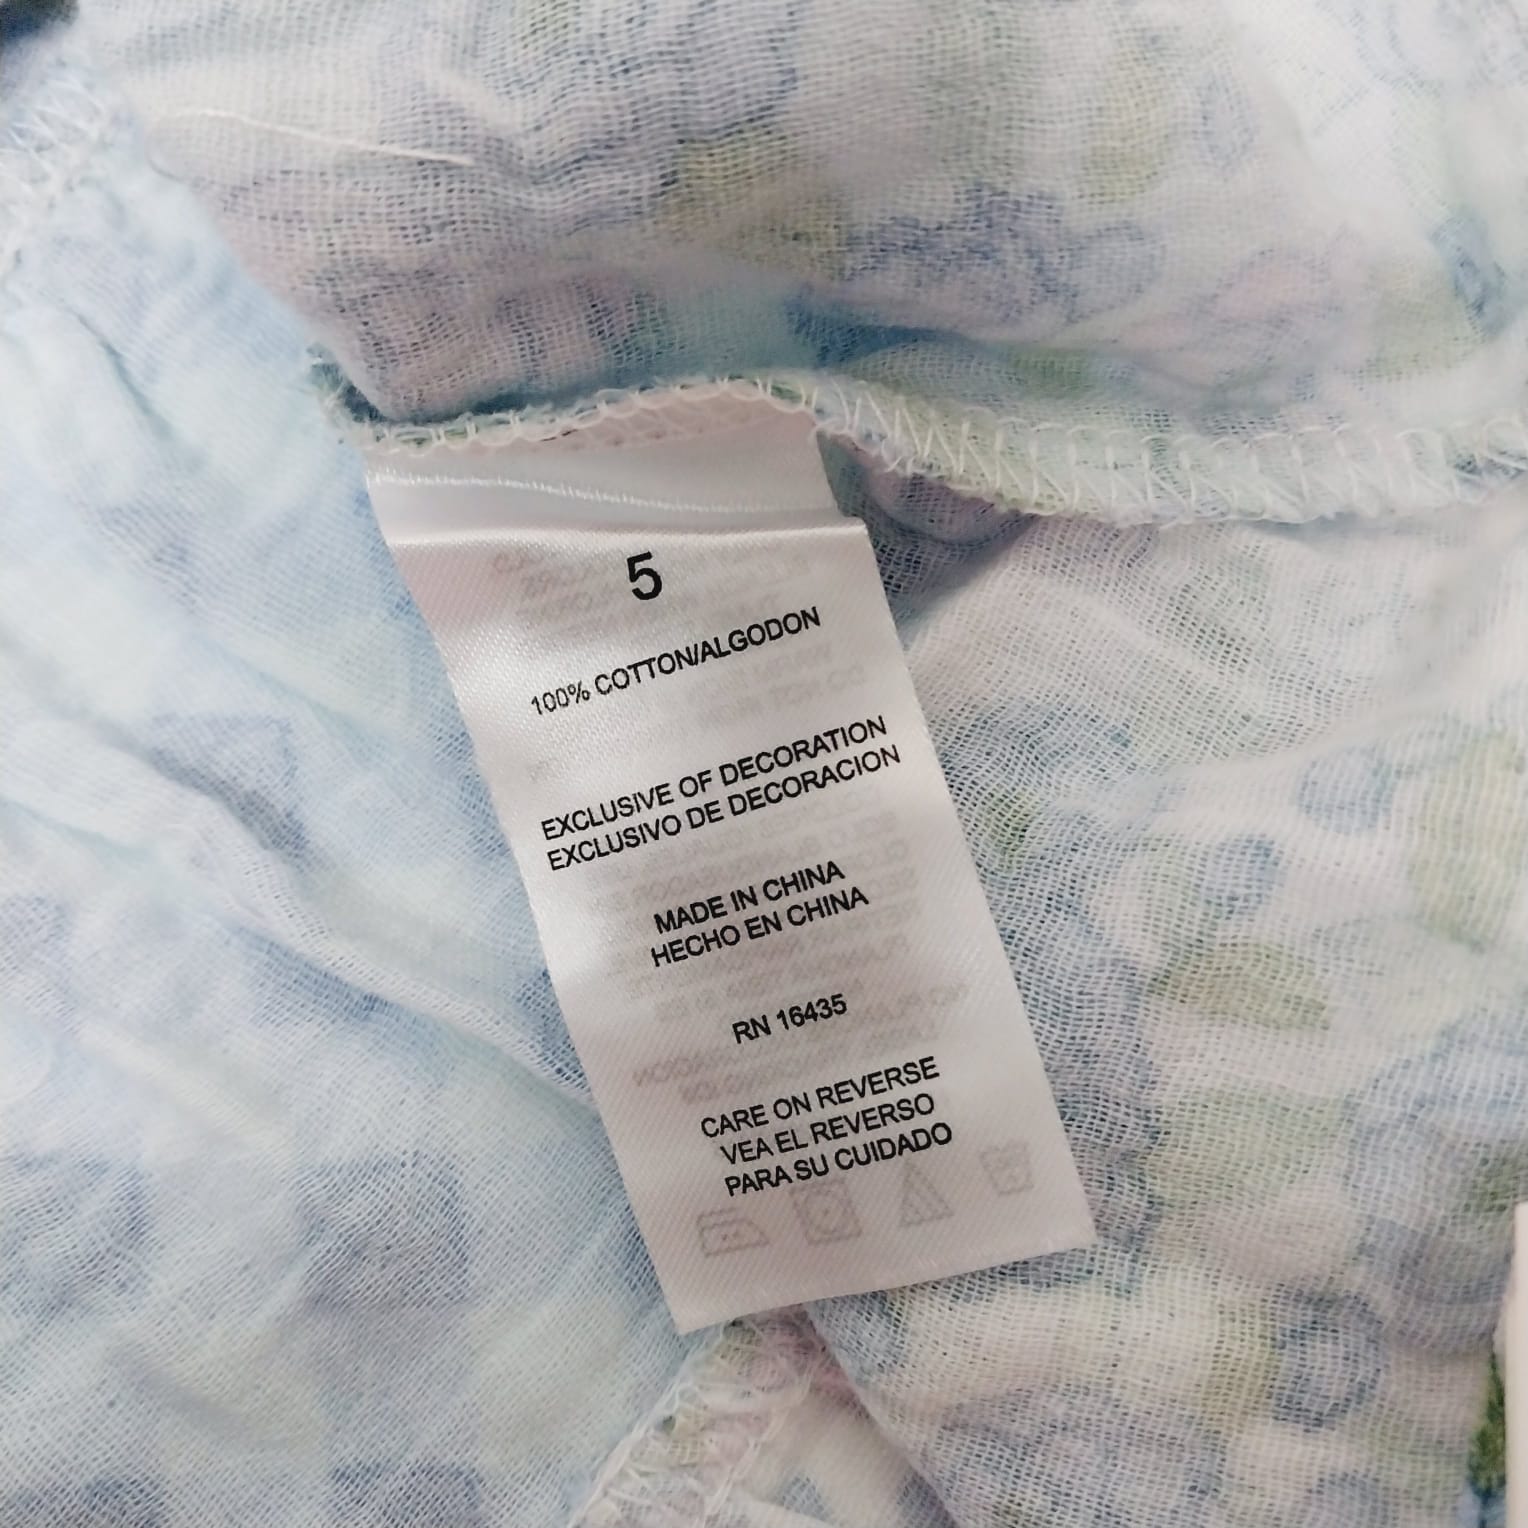 5
100% COTTON/ALGODON
EXCLUSIVE OF DECORATION
EXCLUSIVO DE DECORACION
MADE IN CHINA
HECHO EN CHINA
RN 16435
CARE ON REVERSE
VEA EL REVERSO
PARA SU CUIDADO